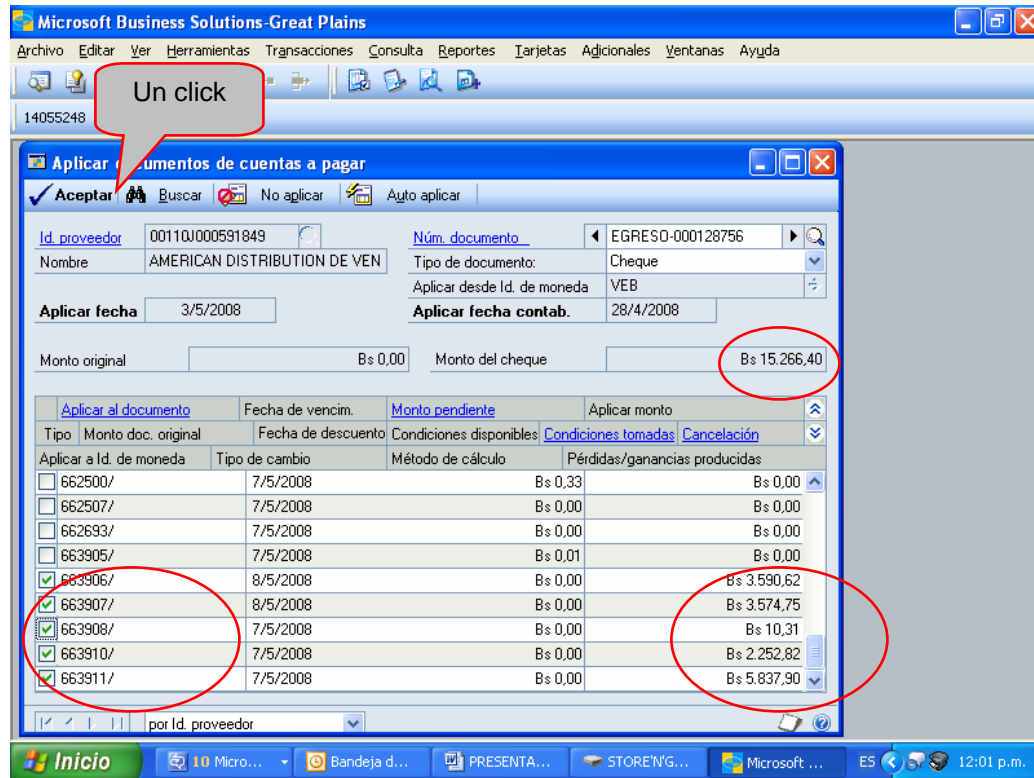 Microsoft Business Solutions-Great Plains
Archivo Editar Ver Herramientas Transacciones Consulta Reportes Tarjetas Adicionales Ventanas Ayuda
Un click
14055248
Aplicar documentos de cuentas a pagar
Aceptar Buscar No aplicar Auto aplicar
Id. proveedor 00110J000591849 Núm. documento EGRESO-000128756
Nombre AMERICAN DISTRIBUTION DE VEN Tipo de documento: Cheque
Aplicar desde Id. de moneda VEB
Aplicar fecha 3/5/2008 Aplicar fecha contab. 28/4/2008
Monto original Bs 0,00 Monto del cheque Bs 15.266,40
Aplicar al documento Fecha de vencim. Monto pendiente Aplicar monto
Tipo Monto doc. original Fecha de descuento Condiciones disponibles Condiciones tomadas Cancelación
Aplicar a Id. de moneda Tipo de cambio Método de cálculo Pérdidas/ganancias producidas
662500/ 7/5/2008 Bs 0,33 Bs 0,00
662507/ 7/5/2008 Bs 0,00 Bs 0,00
662693/ 7/5/2008 Bs 0,00 Bs 0,00
663905/ 7/5/2008 Bs 0,01 Bs 0,00
663906/ 8/5/2008 Bs 0,00 Bs 3.590,62
663907/ 8/5/2008 Bs 0,00 Bs 3.574,75
663908/ 7/5/2008 Bs 0,00 Bs 10,31
663910/ 7/5/2008 Bs 0,00 Bs 2.252,82
663911/ 7/5/2008 Bs 0,00 Bs 5.837,90
por Id. proveedor
Inicio 10 Micro... Bandeja d... PRESENTA... STORE'N'G... Microsoft ... ES 12:01 p.m.